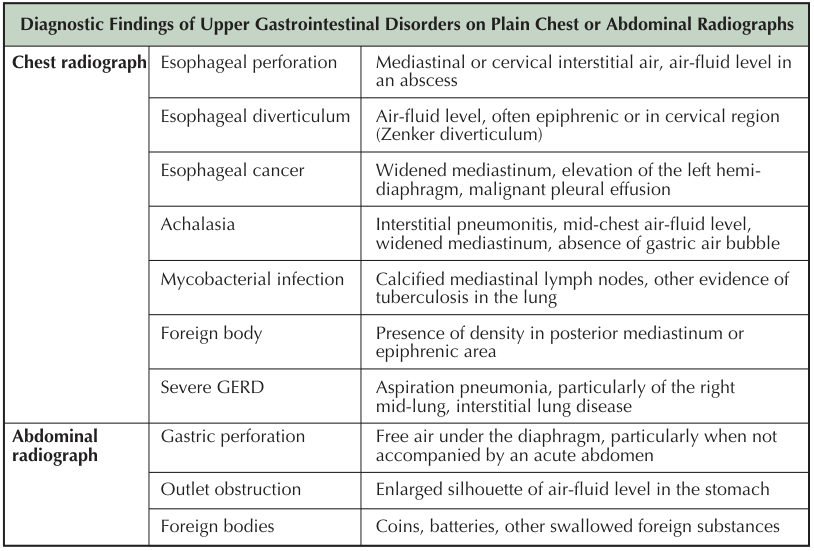 Diagnostic Findings of Upper Gastrointestinal Disorders on Plain Chest or Abdominal Radiographs
Chest radiograph Esophageal perforation Mediastinal or cervical interstitial air, air-fluid level in
an abscess
Esophageal diverticulum Air-fluid level, often epiphrenic or in cervical region
(Zenker diverticulum)
Esophageal cancer Widened mediastinum, elevation of the left hemi-
diaphragm, malignant pleural effusion
Achalasia Interstitial pneumonitis, mid-chest air-fluid level,
widened mediastinum, absence of gastric air bubble
Mycobacterial infection Calcified mediastinal lymph nodes, other evidence of
tuberculosis in the lung
Foreign body Presence of density in posterior mediastinum or
epiphrenic area
Severe GERD Aspiration pneumonia, particularly of the right
mid-lung, interstitial lung disease
Abdominal Gastric perforation Free air under the diaphragm, particularly when not
radiograph accompanied by an acute abdomen
Outlet obstruction Enlarged silhouette of air-fluid level in the stomach
Foreign bodies Coins, batteries, other swallowed foreign substances